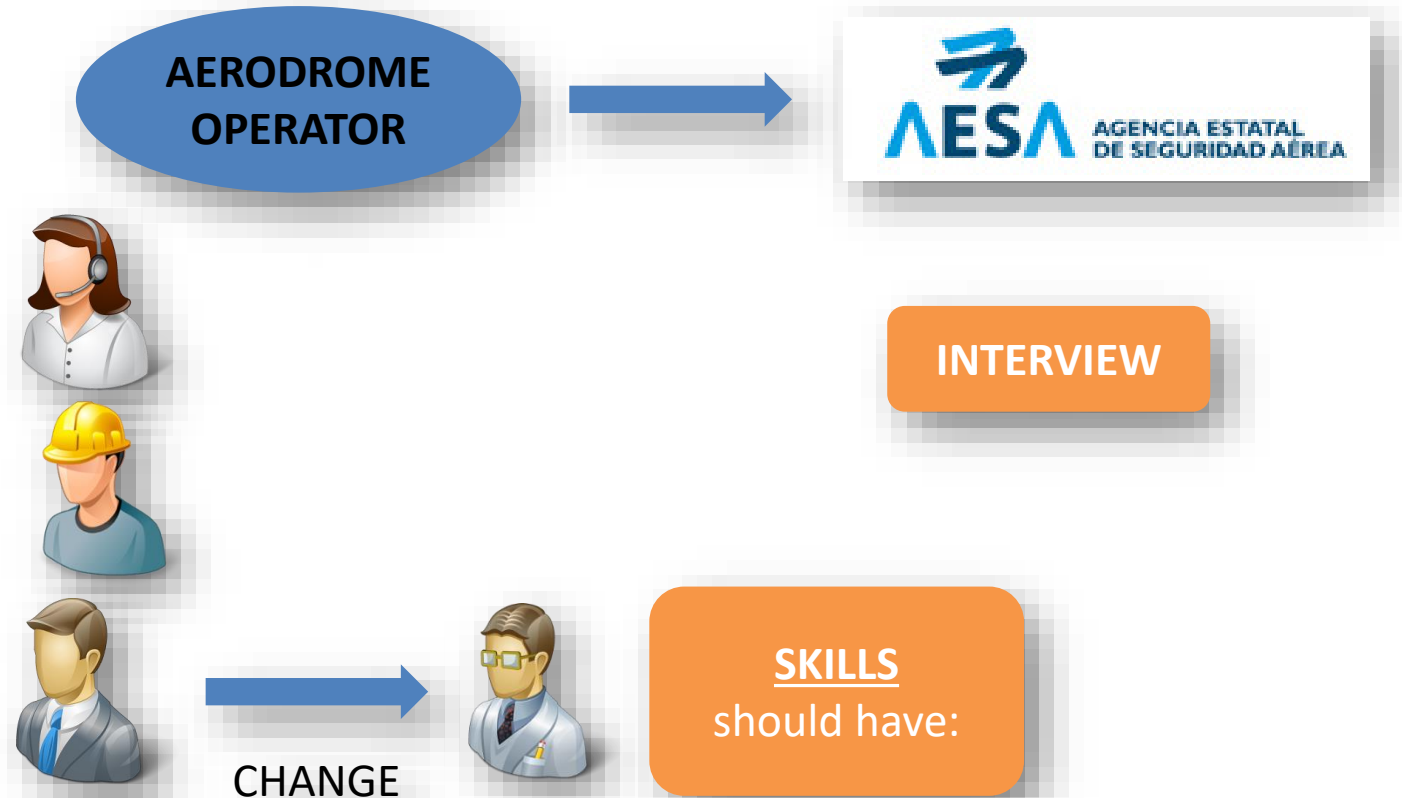 AERODROME
OPERATOR
AESA AGENCIA ESTATAL
DE SEGURIDAD AÉREA
INTERVIEW
SKILLS
should have:
CHANGE